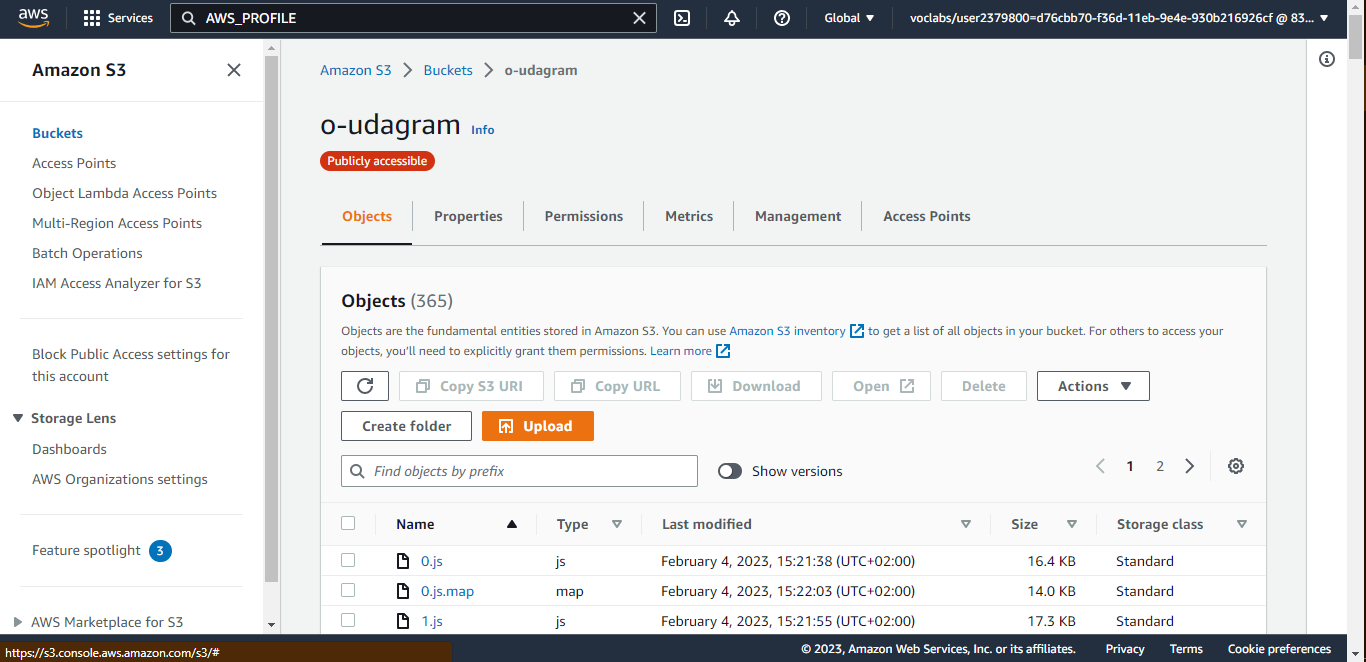 aws
Services
AWS_PROFILE
Global
voclabs/user2379800=d76cbb70-f36d-11eb-9e4e-930b216926cf @ 83...
Amazon S3
Buckets
Access Points
Object Lambda Access Points
Multi-Region Access Points
Batch Operations
IAM Access Analyzer for S3
Block Public Access settings for
this account
Storage Lens
Dashboards
AWS Organizations settings
Feature spotlight 3
AWS Marketplace for S3
https://s3.console.aws.amazon.com/s3/#
Amazon S3 Buckets o-udagram
o-udagram Info
Publicly accessible
Objects Properties Permissions Metrics Management Access Points
Objects (365)
Objects are the fundamental entities stored in Amazon S3. You can use Amazon S3 inventory to get a list of all objects in your bucket. For others to access your
objects, you'll need to explicitly grant them permissions. Learn more
Copy S3 URI Copy URL Download Open Delete Actions
Create folder Upload
Find objects by prefix Show versions 1 2
Name Type Last modified Size Storage class
0.js js February 4, 2023, 15:21:38 (UTC+02:00) 16.4 KB Standard
0.js.map map February 4, 2023, 15:22:03 (UTC+02:00) 14.0 KB Standard
1.js js February 4, 2023, 15:21:55 (UTC+02:00) 17.3 KB Standard
© 2023, Amazon Web Services, Inc. or its affiliates. Privacy Terms Cookie preferences